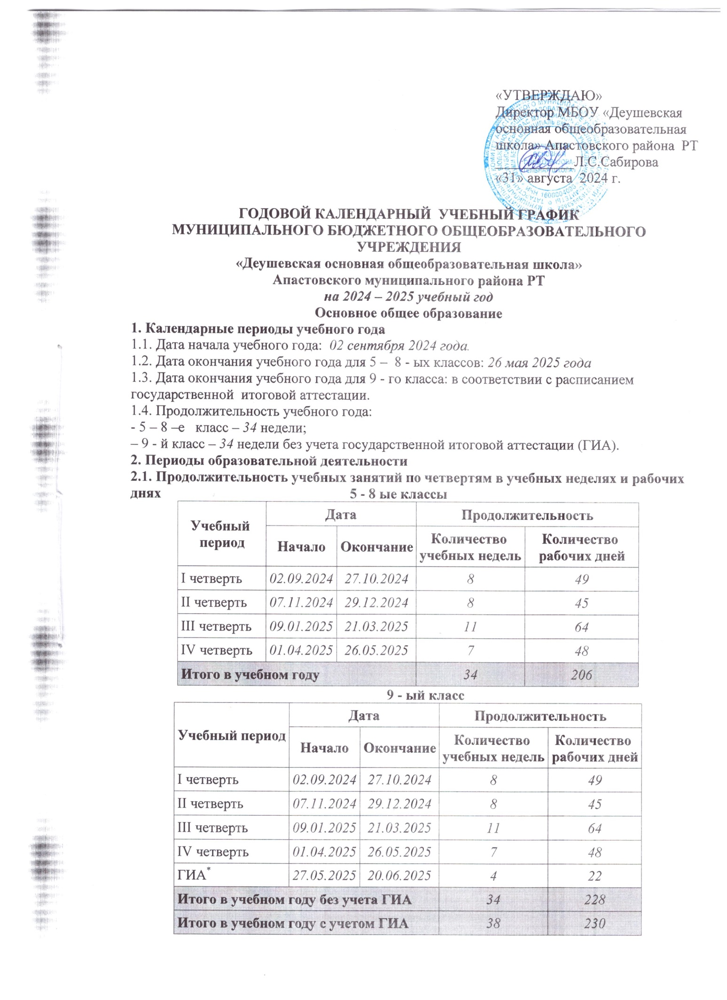 «УТВЕРЖДАЮ»
Директор МБОУ «Деушевская
основная общеобразовательная
школа» Апастовского района РТ
___________Л.С.Сабирова
«31» августа 2024 г.
ГОДОВОЙ КАЛЕНДАРНЫЙ УЧЕБНЫЙ ГРАФИК
МУНИЦИПАЛЬНОГО БЮДЖЕТНОГО ОБЩЕОБРАЗОВАТЕЛЬНОГО
УЧРЕЖДЕНИЯ
«Деушевская основная общеобразовательная школа»
Апастовского муниципального района РТ
на 2024 – 2025 учебный год
Основное общее образование
1. Календарные периоды учебного года
1.1. Дата начала учебного года: 02 сентября 2024 года.
1.2. Дата окончания учебного года для 5 – 8 - ых классов: 26 мая 2025 года
1.3. Дата окончания учебного года для 9 - го класса: в соответствии с расписанием
государственной итоговой аттестации.
1.4. Продолжительность учебного года:
- 5 – 8 –е класс – 34 недели;
– 9 - й класс – 34 недели без учета государственной итоговой аттестации (ГИА).
2. Периоды образовательной деятельности
2.1. Продолжительность учебных занятий по четвертям в учебных неделях и рабочих
днях 5 - 8 ые классы
Учебный период Дата Продолжительность
Начало Окончание Количество учебных недель Количество рабочих дней
I четверть 02.09.2024 27.10.2024 8 49
II четверть 07.11.2024 29.12.2024 8 45
III четверть 09.01.2025 21.03.2025 11 64
IV четверть 01.04.2025 26.05.2025 7 48
Итого в учебном году 34 206
9 - ый класс
Учебный период Дата Продолжительность
Начало Окончание Количество учебных недель Количество рабочих дней
I четверть 02.09.2024 27.10.2024 8 49
II четверть 07.11.2024 29.12.2024 8 45
III четверть 09.01.2025 21.03.2025 11 64
IV четверть 01.04.2025 26.05.2025 7 48
ГИА* 27.05.2025 20.06.2025 4 22
Итого в учебном году без учета ГИА 34 228
Итого в учебном году с учетом ГИА 38 230